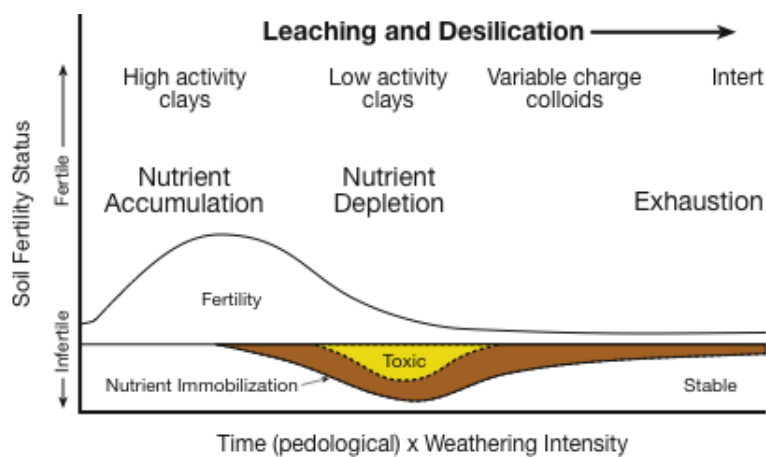 Leaching and Desilication
High activity
clays
Low activity
clays
Variable charge
colloids
Intert
Nutrient
Accumulation
Nutrient
Depletion
Exhaustion
Soil Fertility Status
Fertile
Infertile
Fertility
Toxic
Nutrient Immobilization
Stable
Time (pedological) x Weathering Intensity